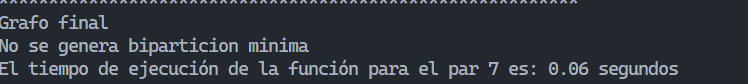 **********************************************************
Grafo final
No se genera biparticion minima
El tiempo de ejecución de la función para el par 7 es: 0.06 segundos